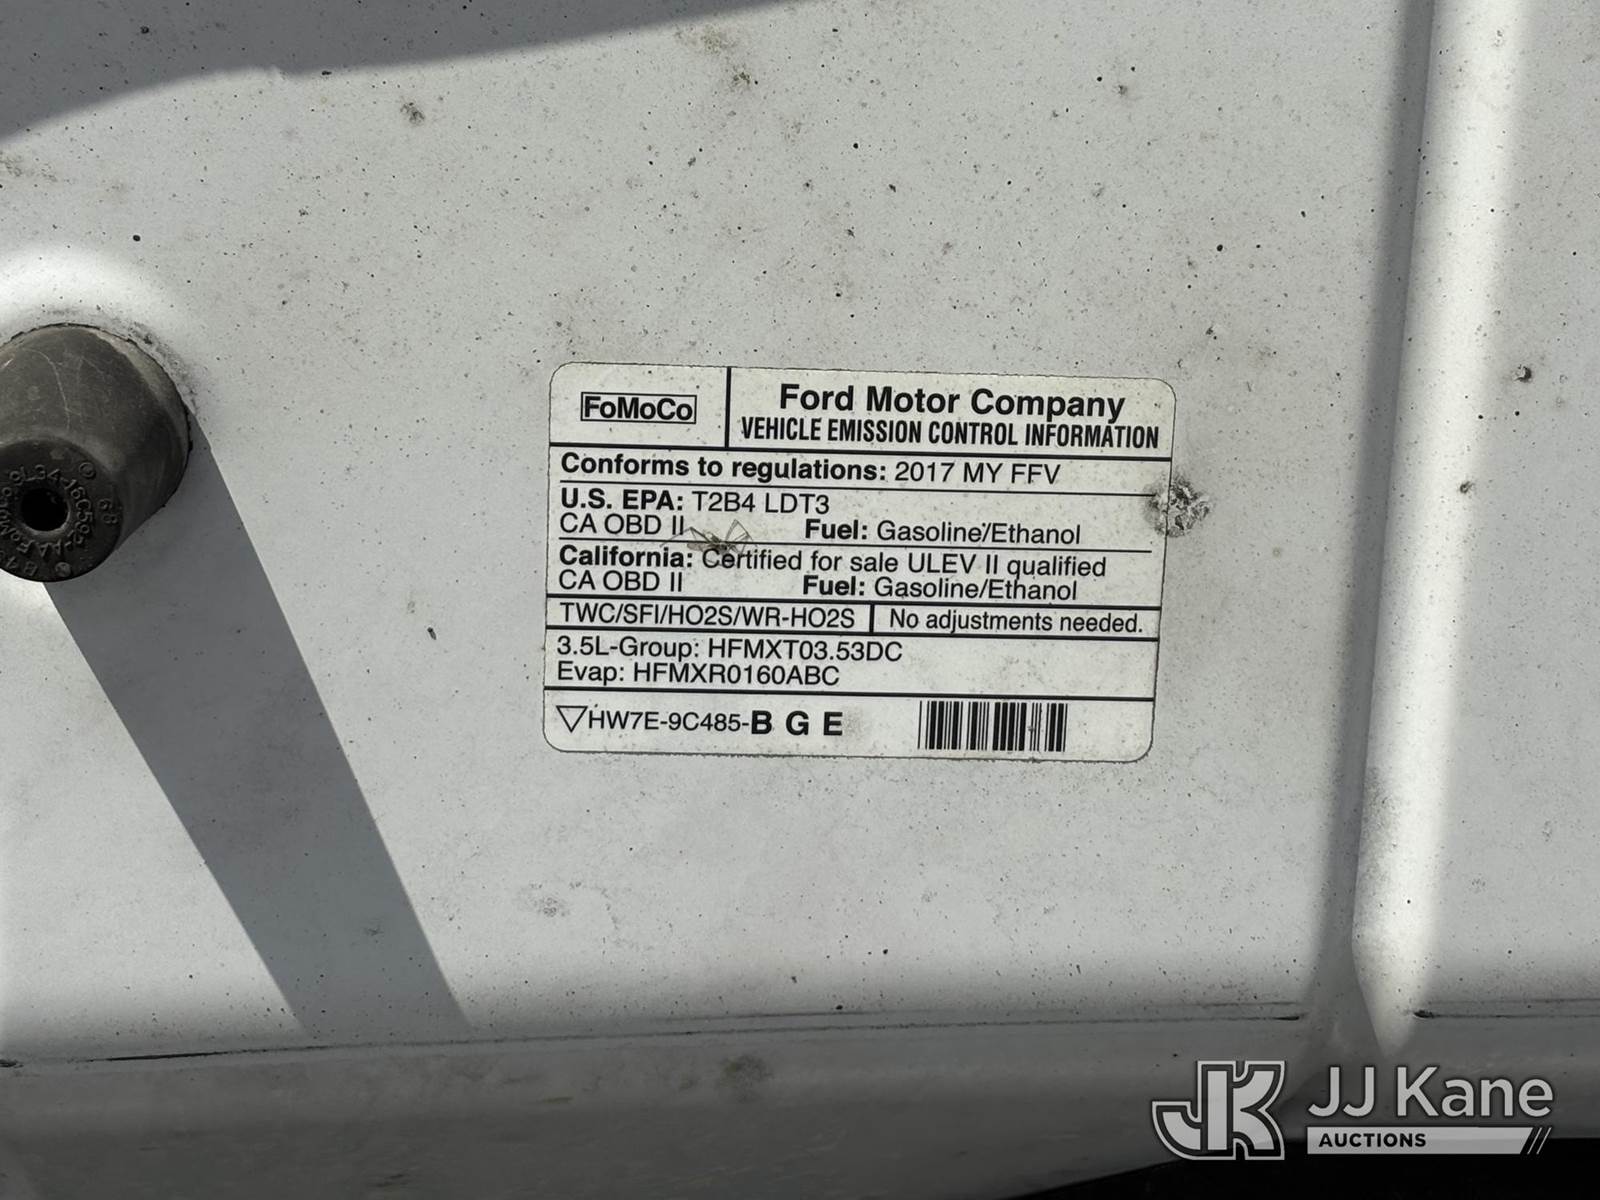 FoMoCo
Ford Motor Company
VEHICLE EMISSION CONTROL INFORMATION
Conforms to regulations: 2017 MY FFV
U.S. EPA: T2B4 LDT3
CA OBD II Fuel: Gasoline/Ethanol
California: Certified for sale ULEV II qualified
CA OBD II Fuel: Gasoline/Ethanol
TWC/SFI/HO2S/WR-HO2S No adjustments needed.
3.5L-Group: HFMXT03.53DC
Evap: HFMXR0160ABC
HW7E-9C485-B G E
JK JJ Kane
AUCTIONS